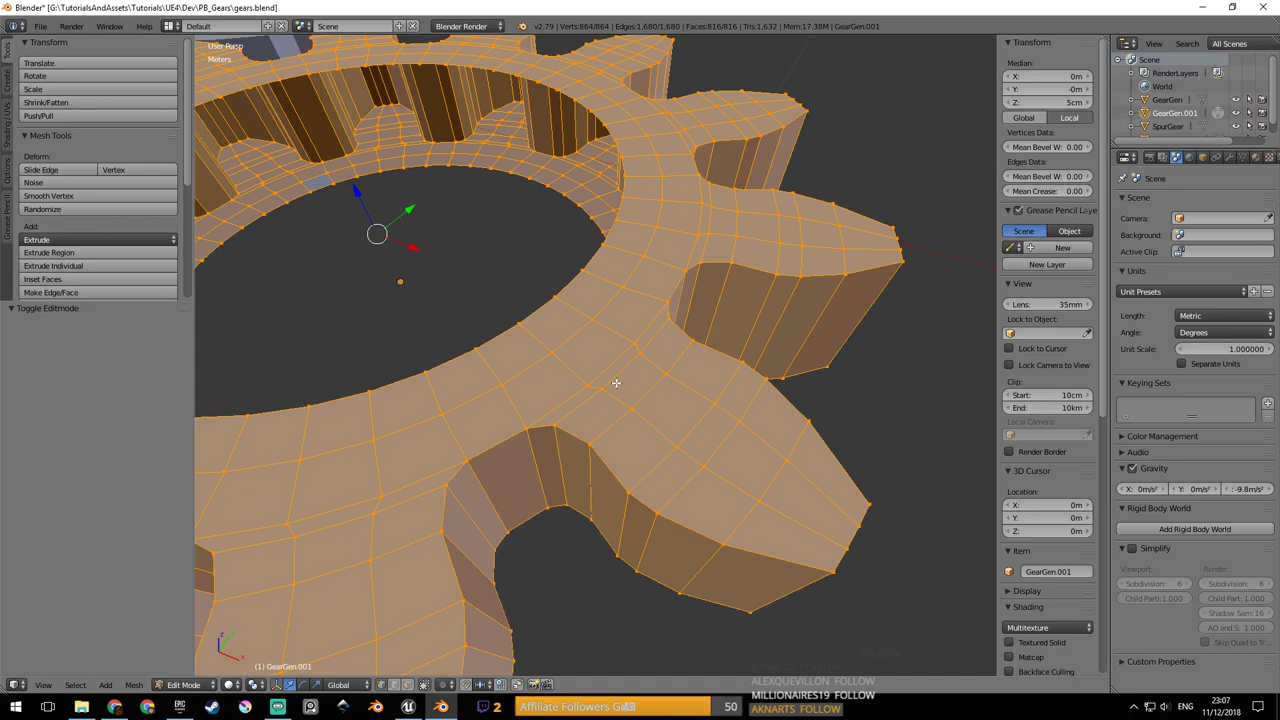 Blender* [G:\TutorialsAndAssets\Tutorials\UE4\Dev\PB_Gears\gears.blend]
File Render Window Help Default Scene Blender Render v2.79 | Verts:864/864 | Edges:1,680/1,680 | Faces:816/816 | Tris:1,632 | Mem:17.38M | GearGen.001
View Search All Scenes
Tools
Create
Shading / UVs
Options
Grease Pencil
Transform
Translate
Rotate
Scale
Shrink/Fatten
Push/Pull
Mesh Tools
Deform:
Slide Edge Vertex
Noise
Smooth Vertex
Randomize
Add:
Extrude
Extrude Region
Extrude Individual
Inset Faces
Make Edge/Face
Toggle Editmode
User Persp
Meters
(1) GearGen.001
Transform
Median:
X: 0m
Y: -0m
Z: 5cm
Global Local
Vertices Data:
Mean Bevel W: 0.00
Edges Data:
Mean Bevel W: 0.00
Mean Crease: 0.00
Grease Pencil Laye
Scene Object
New
New Layer
View
Lens: 35mm
Lock to Object:
Lock to Cursor
Lock Camera to View
Clip:
Start: 10cm
End: 10km
Local Camera:
Render Border
3D Cursor
Location:
X: 0m
Y: 0m
Z: 0m
Item
GearGen.001
Display
Shading
Multitexture
Textured Solid
Matcap
Backface Culling
Scene
RenderLayers
World
GearGen
GearGen.001
SpurGear
Scene
Scene
Camera:
Background:
Active Clip:
Units
Unit Presets
Length: Metric
Angle: Degrees
Unit Scale: 1.000000
Separate Units
Keying Sets
Color Management
Audio
Gravity
X: 0m/s² Y: 0m/s² : -9.8m/s²
Rigid Body World
Add Rigid Body World
Simplify
Viewport: Render:
Subdivision: 6 Subdivision: 6
Child Parti:1.000 Child Part: 1.000
Shadow Sam: 16
AO and S: 1.000
Skip Quad to Tr...
Custom Properties
View Select Add Mesh Edit Mode Global
ALEXQUEVILLON FOLLOW
MILLIONAIRES19 FOLLOW
AKNARTS FOLLOW
2 Affiliate Followers 50
ENG 23:07
11/12/2018